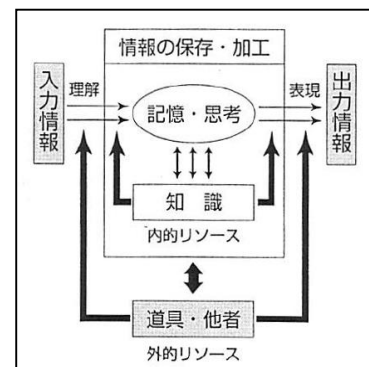 情報の保存・加工
入力情報
理解
記憶・思考
表現
出力情報
知 識
内的リソース
道具・他者
外的リソース